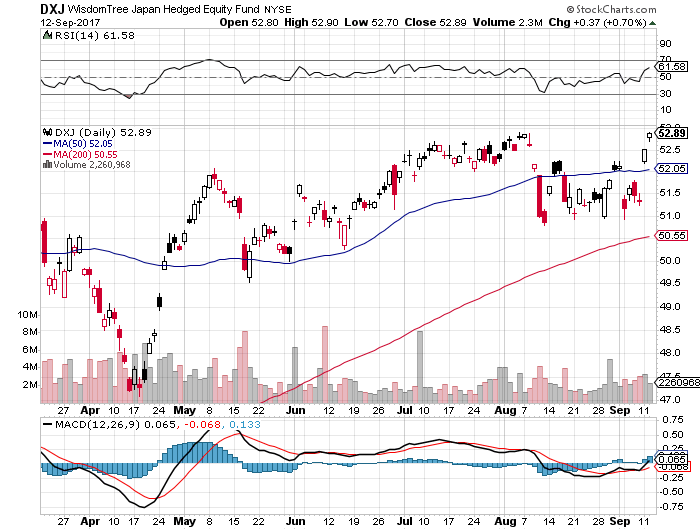 DXJ WisdomTree Japan Hedged Equity Fund NYSE
© StockCharts.com
12-Sep-2017
Open 52.80 High 52.90 Low 52.70 Close 52.89 Volume 2.3M Chg +0.37 (+0.70%)
RSI(14) 61.58
90
70
61.58
50
30
10
DXJ (Daily) 52.89
MA(50) 52.05
MA(200) 50.55
Volume 2,260,968
52.89
52.5
52.05
51.5
51.0
50.55
50.0
49.5
49.0
48.5
48.0
47.5
47.0
10M
8M
6M
4M
2M
2260968
27 Apr 10 17 24 May 8 15 22 Jun 12 19 26 Jul 10 17 24 Aug 7 14 21 28 Sep 11
MACD(12,26,9) 0.065, -0.068, 0.133
0.75
0.50
0.25
0.065
-0.068
-0.25
-0.50
-0.75
27 Apr 10 17 24 May 8 15 22 Jun 12 19 26 Jul 10 17 24 Aug 7 14 21 28 Sep 11